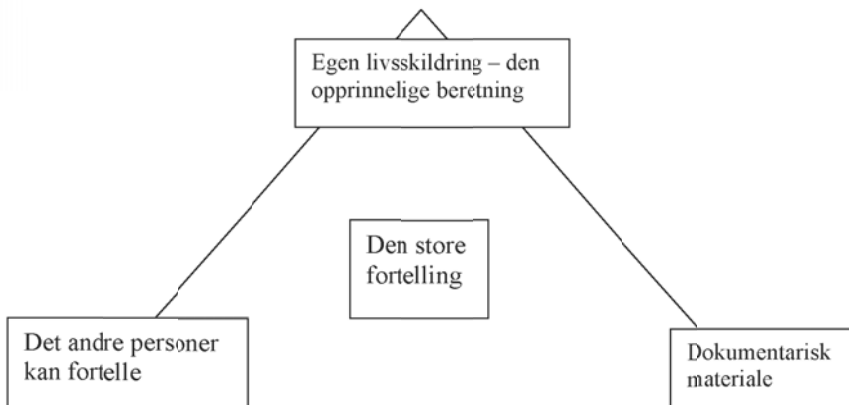 Egen livsskildring – den
opprinnelige beretning
Den store
fortelling
Det andre personer
kan fortelle
Dokumentarisk
materiale